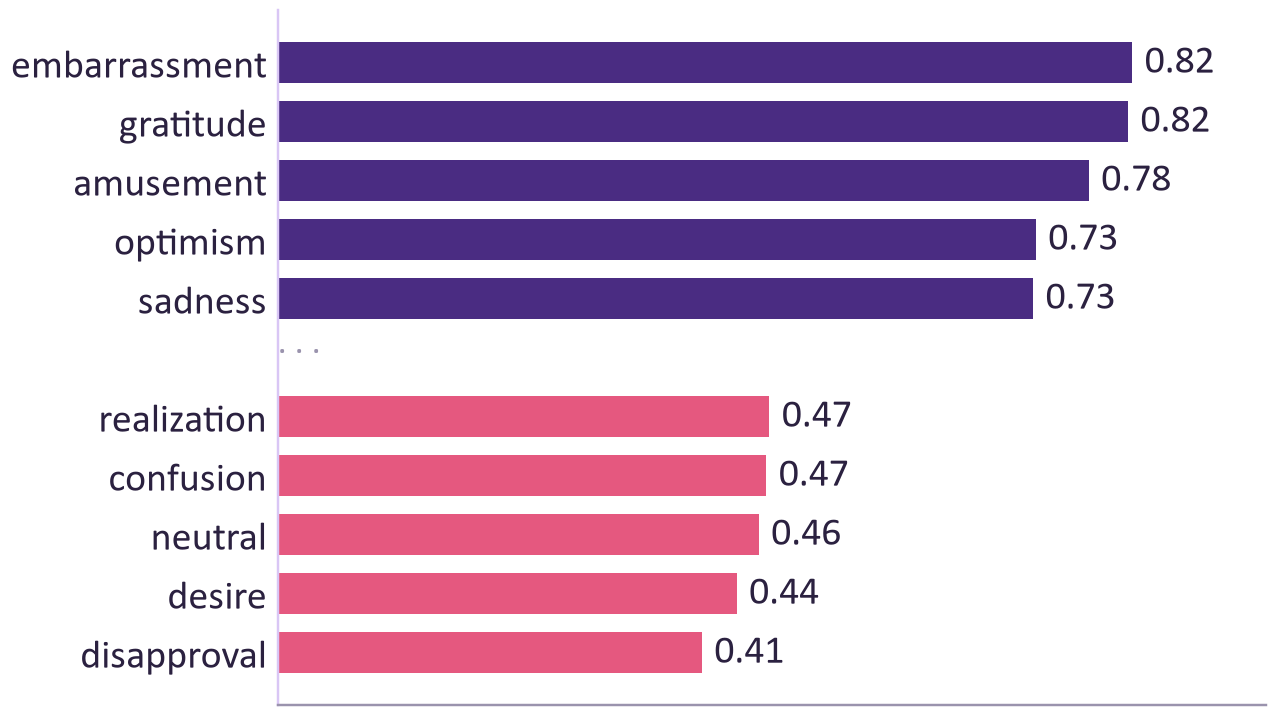 embarrassment 0.82
gratitude 0.82
amusement 0.78
optimism 0.73
sadness 0.73
. . .
realization 0.47
confusion 0.47
neutral 0.46
desire 0.44
disapproval 0.41